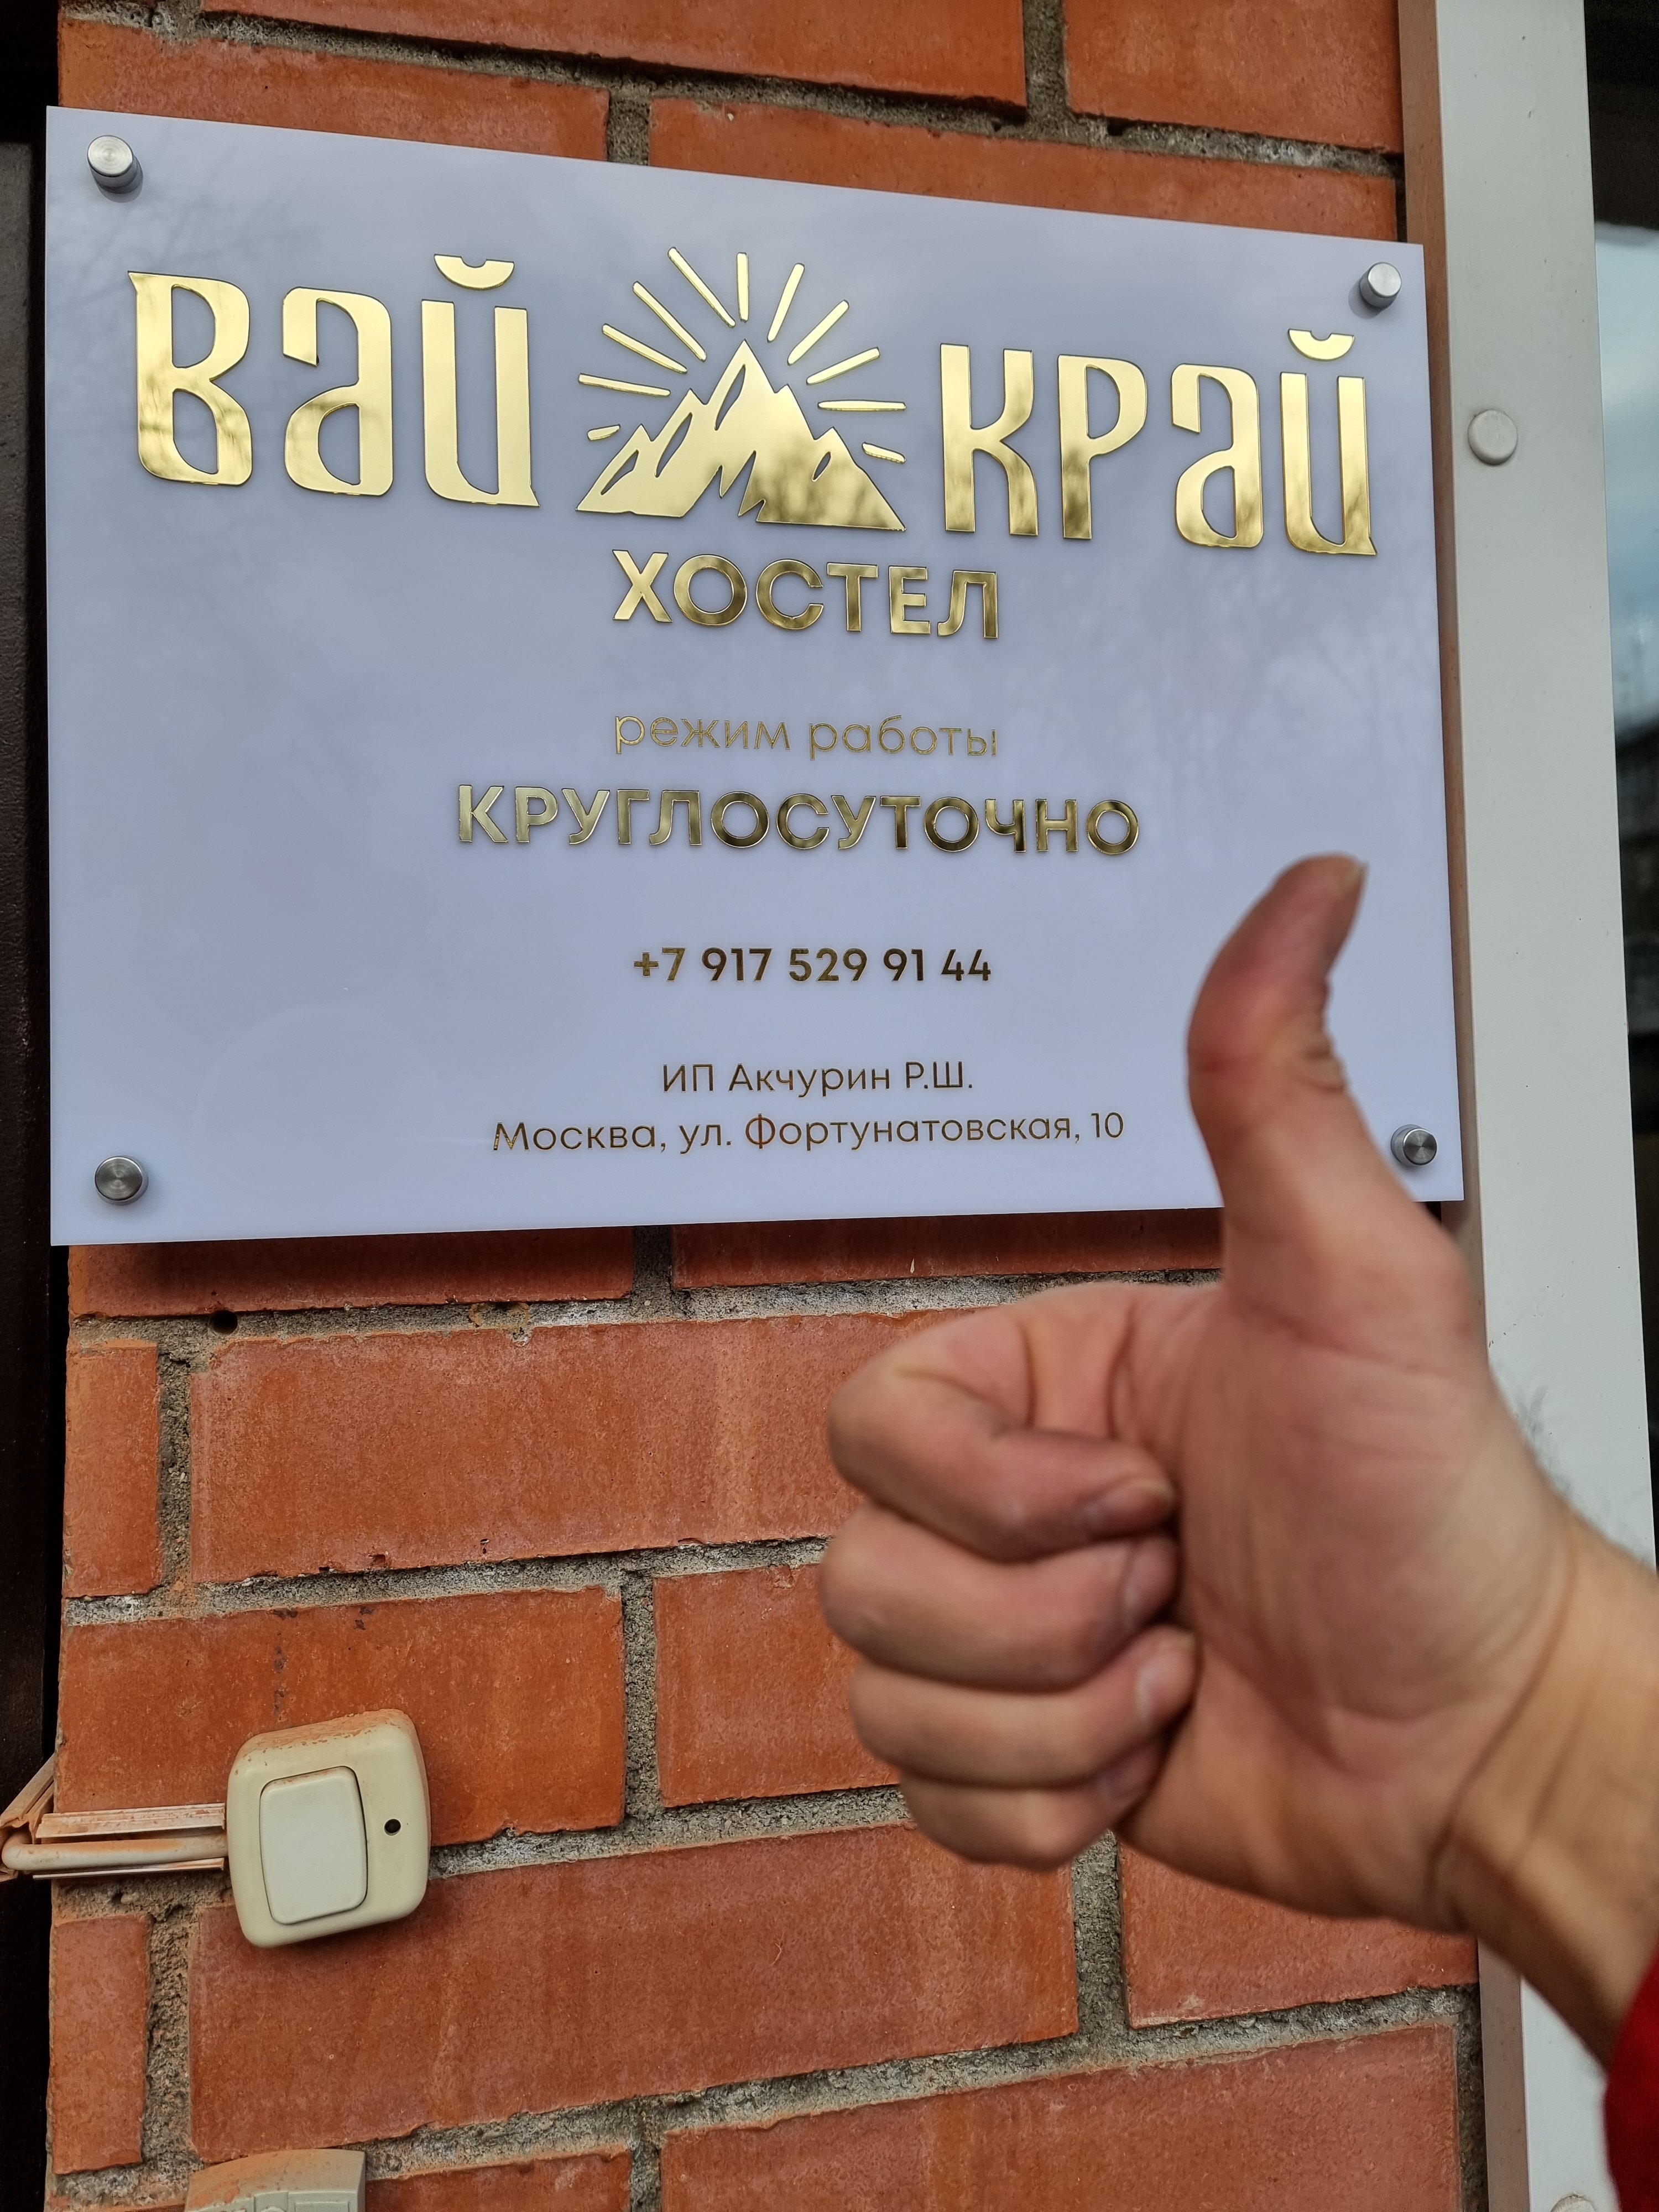 ВАЙ КРАЙ
ХОСТЕЛ
режим работы
КРУГЛОСУТОЧНО
+7 917 529 91 44
ИП Акчурин Р.Ш.
Москва, ул. Фортунатовская, 10